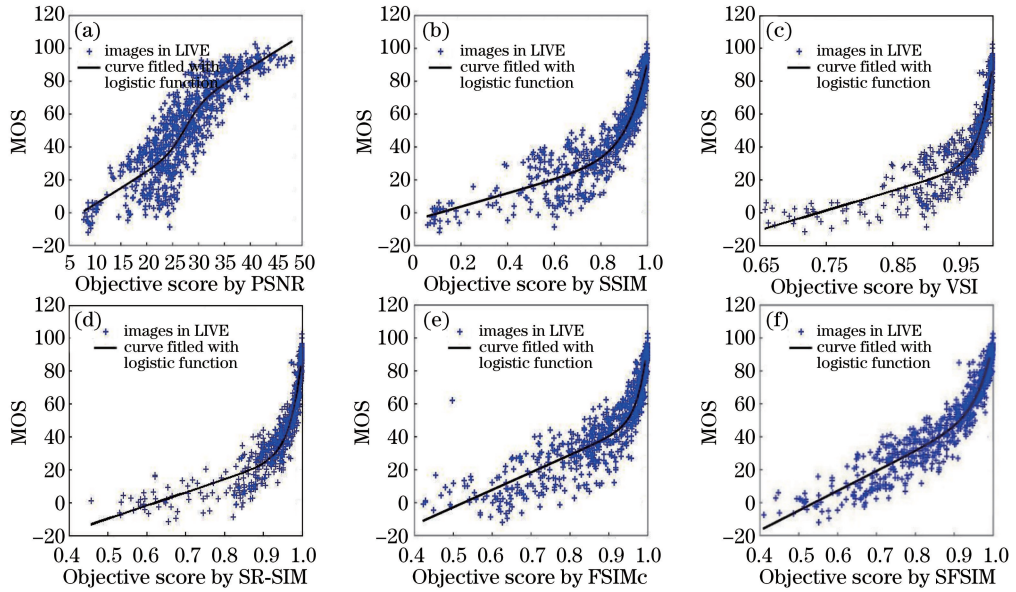 (a)
images in LIVE
curve fitled with
logistic function
MOS
120
100
80
60
40
20
0
−20
5 10 15 20 25 30 35 40 45 50
Objective score by PSNR
(b)
images in LIVE
curve fitled with
logistic function
MOS
120
100
80
60
40
20
0
−20
0 0.2 0.4 0.6 0.8 1.0
Objective score by SSIM
(c)
images in LIVE
curve fitled with
logistic function
MOS
120
100
80
60
40
20
0
−20
0.65 0.75 0.85 0.95
Objective score by VSI
(d)
images in LIVE
curve fitled with
logistic function
MOS
120
100
80
60
40
20
0
−20
0.4 0.5 0.6 0.7 0.8 0.9 1.0
Objective score by SR-SIM
(e)
images in LIVE
curve fitled with
logistic function
MOS
120
100
80
60
40
20
0
−20
0.4 0.5 0.6 0.7 0.8 0.9 1.0
Objective score by FSIMc
(f)
images in LIVE
curve fitled with
logistic function
MOS
120
100
80
60
40
20
0
−20
0.4 0.5 0.6 0.7 0.8 0.9 1.0
Objective score by SFSIM